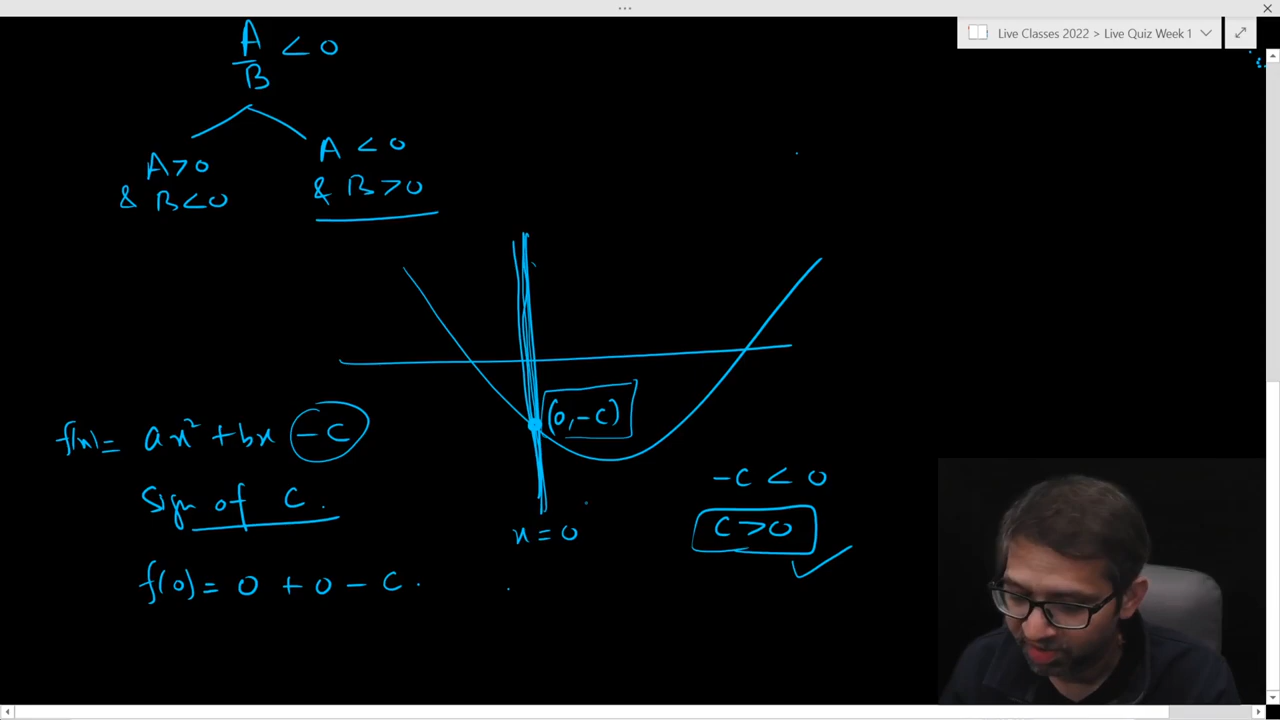 Live Classes 2022 > Live Quiz Week 1
A/B < 0
A>0
& B<0
A < 0
& B>0
(0,-c)
f(x)= ax²+bx -c
Sign of c.
f(0)= 0 + 0 - c.
x=0
-c < 0
c>0